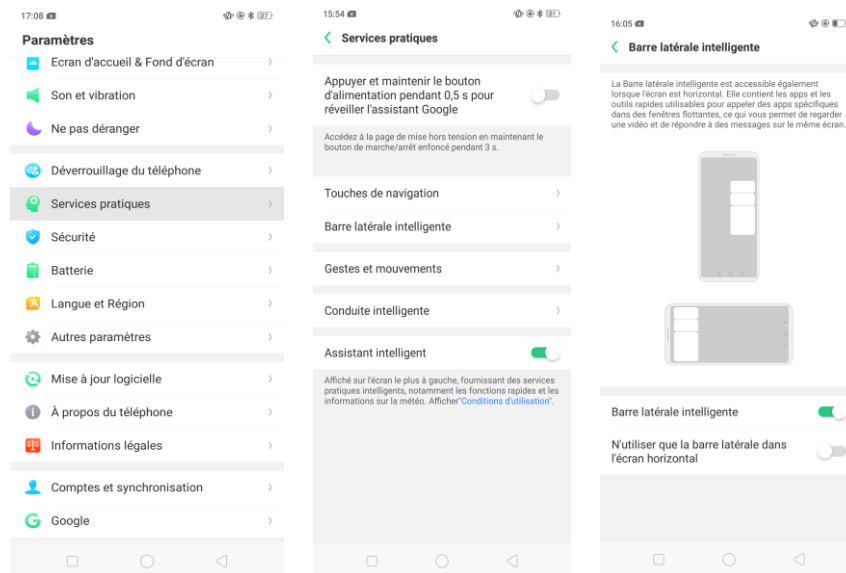 17:08
27
Paramètres
Ecran d'accueil & Fond d'écran
Son et vibration
Ne pas déranger
Déverrouillage du téléphone
Services pratiques
Sécurité
Batterie
A
Langue et Région
Autres paramètres
Mise à jour logicielle
À propos du téléphone
Informations légales
Comptes et synchronisation
Google
15:54
31
Services pratiques
Appuyer et maintenir le bouton
d'alimentation pendant 0,5 s pour
réveiller l'assistant Google
Accédez à la page de mise hors tension en maintenant le
bouton de marche/arrêt enfoncé pendant 3 s.
Touches de navigation
Barre latérale intelligente
Gestes et mouvements
Conduite intelligente
Assistant intelligent
Affiché sur l'écran le plus à gauche, fournissant des services
pratiques intelligents, notamment les fonctions rapides et les
informations sur la météo. Afficher"Conditions d'utilisation".
16:05
Barre latérale intelligente
La Barre latérale intelligente est accessible également
lorsque l'écran est horizontal. Elle contient les apps et les
outils rapides utilisables pour appeler des apps spécifiques
dans des fenêtres flottantes, ce qui vous permet de regarder
une vidéo et de répondre à des messages sur le même écran.
Barre latérale intelligente
N'utiliser que la barre latérale dans
l'écran horizontal